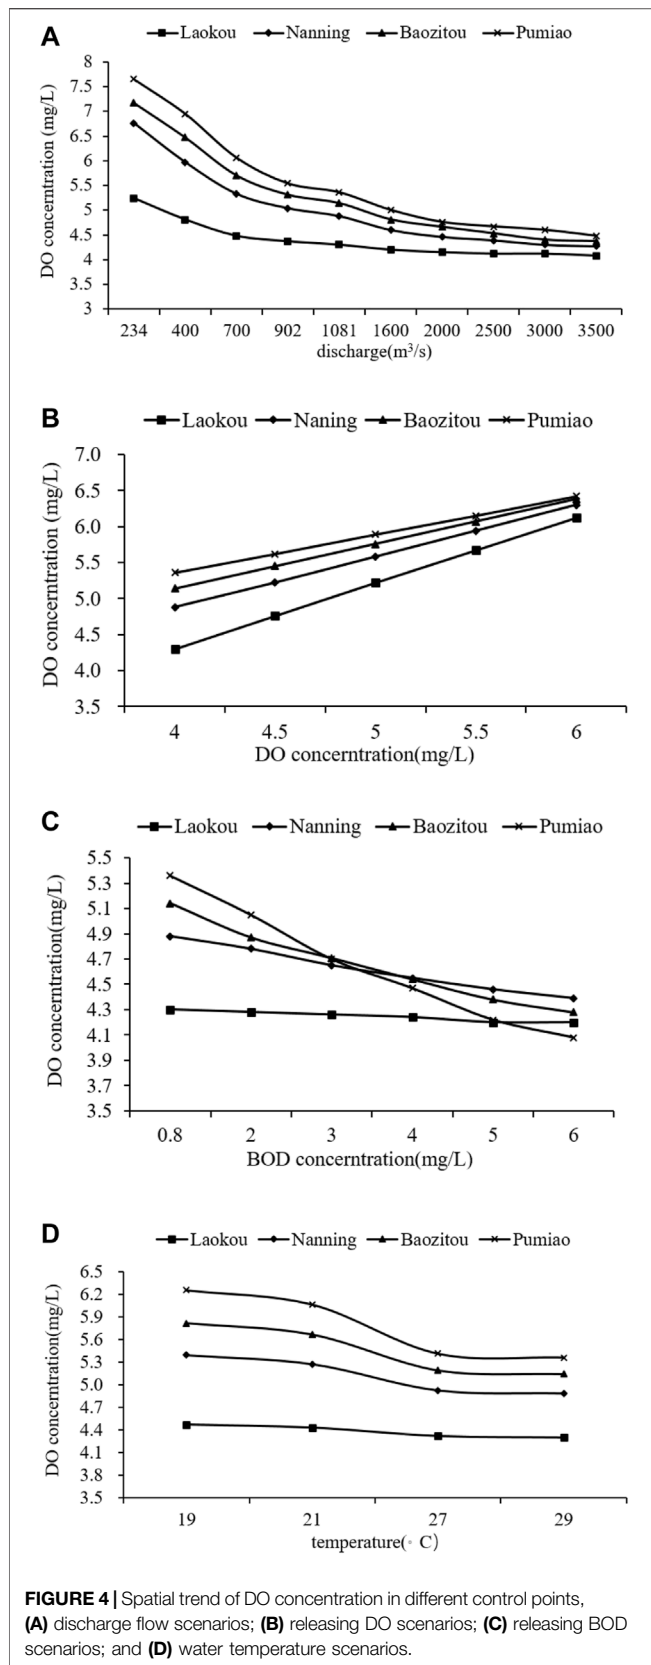 A
Laokou Nanning Baozitou Pumiao
DO concerntration (mg/L)
8
7.5
7
6.5
6
5.5
5
4.5
4
3.5
3
234 400 700 902 1081 1600 2000 2500 3000 3500
discharge(m³/s)
B
Laokou Naning Baozitou Pumiao
DO concerntration (mg/L)
7.0
6.5
6.0
5.5
5.0
4.5
4.0
3.5
4 4.5 5 5.5 6
DO concerntration(mg/L)
C
Laokou Nanning Baozitou Pumiao
DO concerntration(mg/L)
5.5
5.3
5.1
4.9
4.7
4.5
4.3
4.1
3.9
3.7
3.5
0.8 2 3 4 5 6
BOD concerntration(mg/L)
D
Laokou Nanning Baozitou Pumiao
DO concerntration(mg/L)
6.5
6.2
5.9
5.6
5.3
5.0
4.7
4.4
4.1
3.8
3.5
19 21 27 29
temperature(° C)
FIGURE 4 | Spatial trend of DO concentration in different control points,
(A) discharge flow scenarios; (B) releasing DO scenarios; (C) releasing BOD
scenarios; and (D) water temperature scenarios.